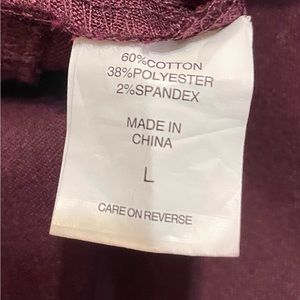 60%COTTON
38%POLYESTER
2%SPANDEX
MADE IN
CHINA
L
CARE ON REVERSE